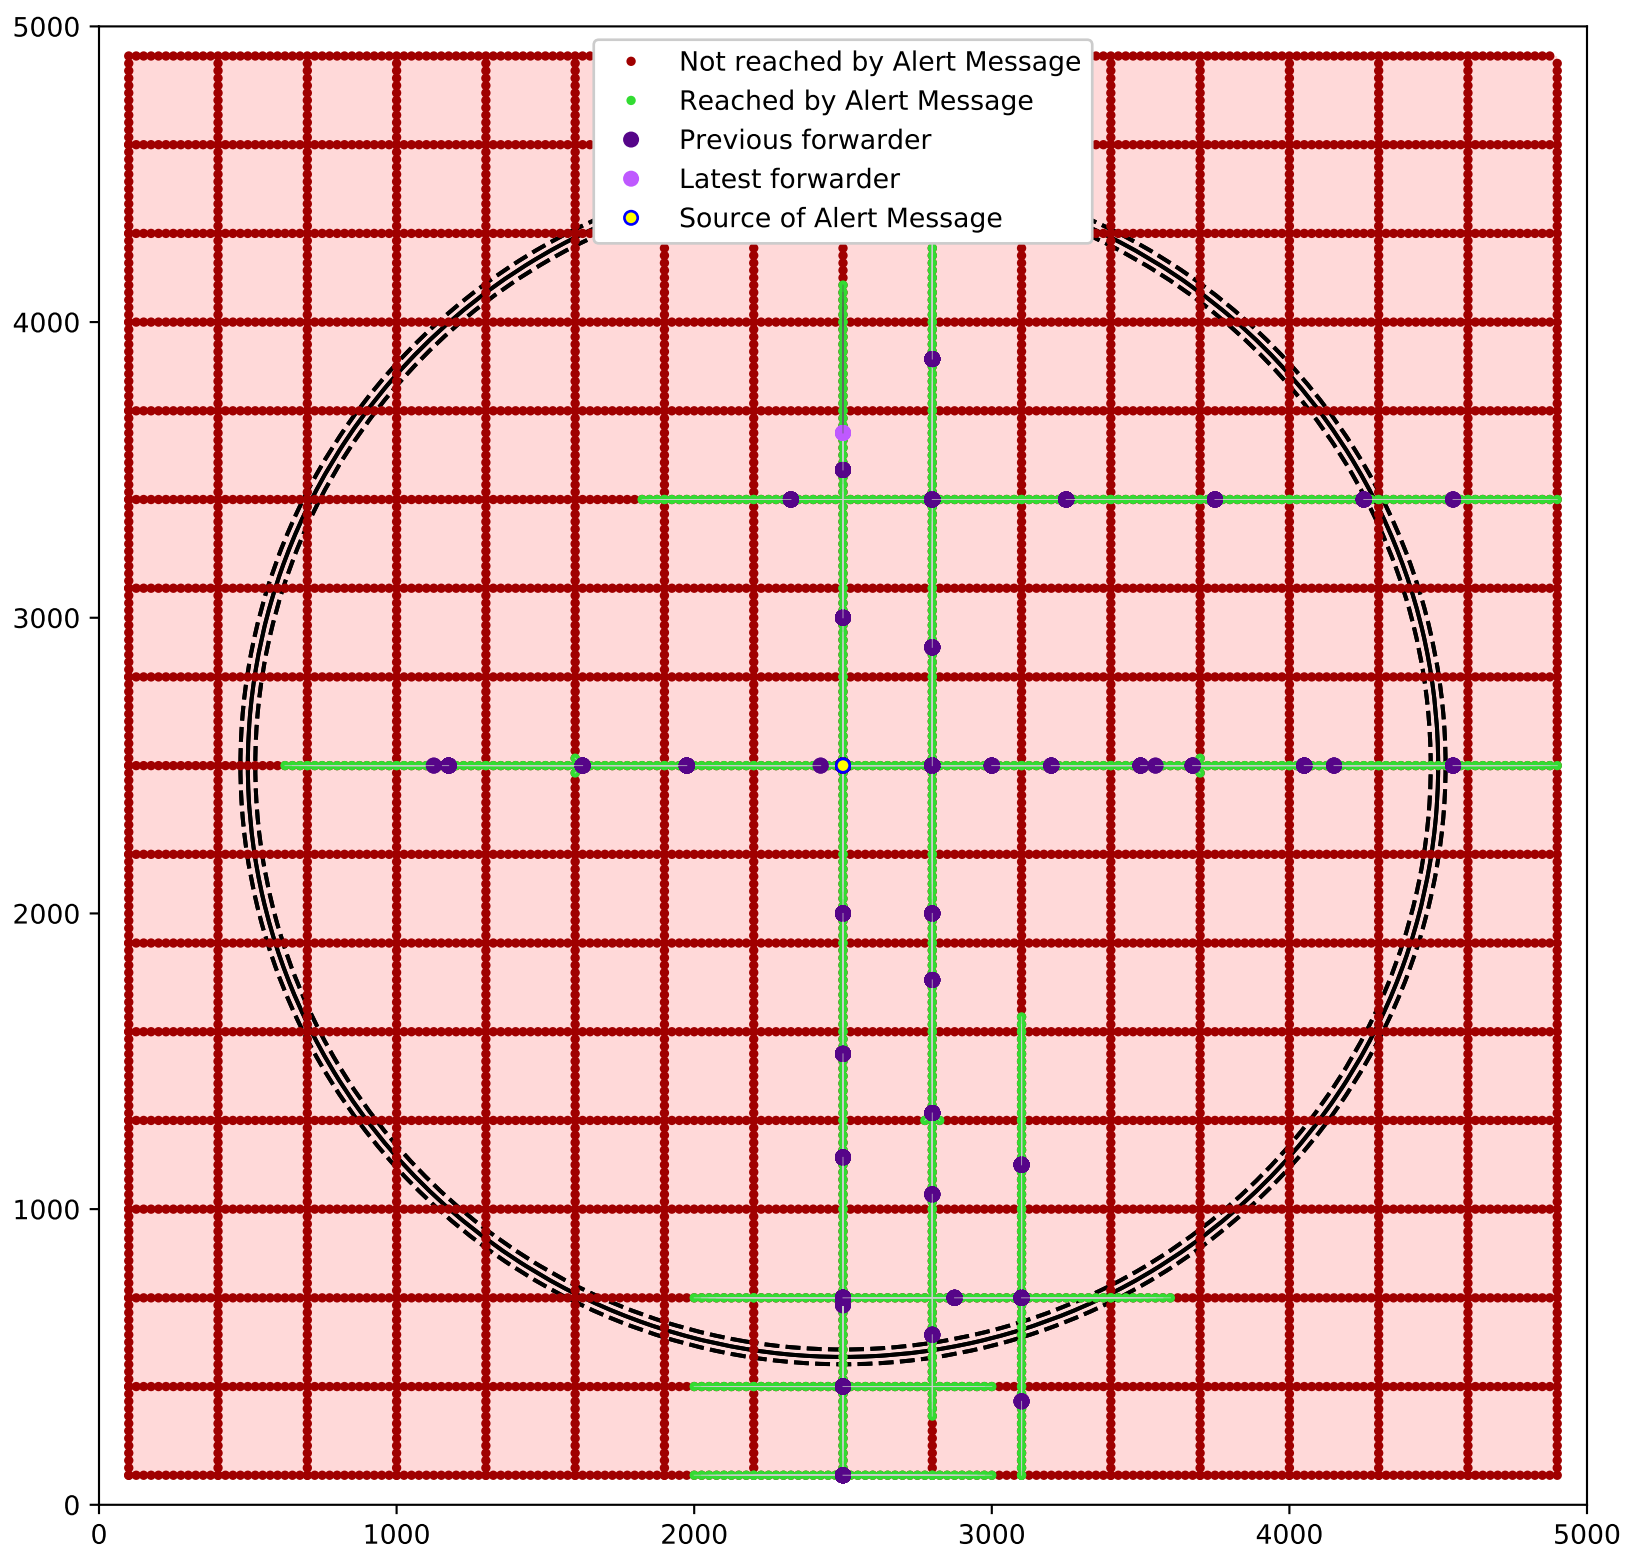 5000
4000
3000
2000
1000
0
Not reached by Alert Message
Reached by Alert Message
Previous forwarder
Latest forwarder
Source of Alert Message
0 1000 2000 3000 4000 5000